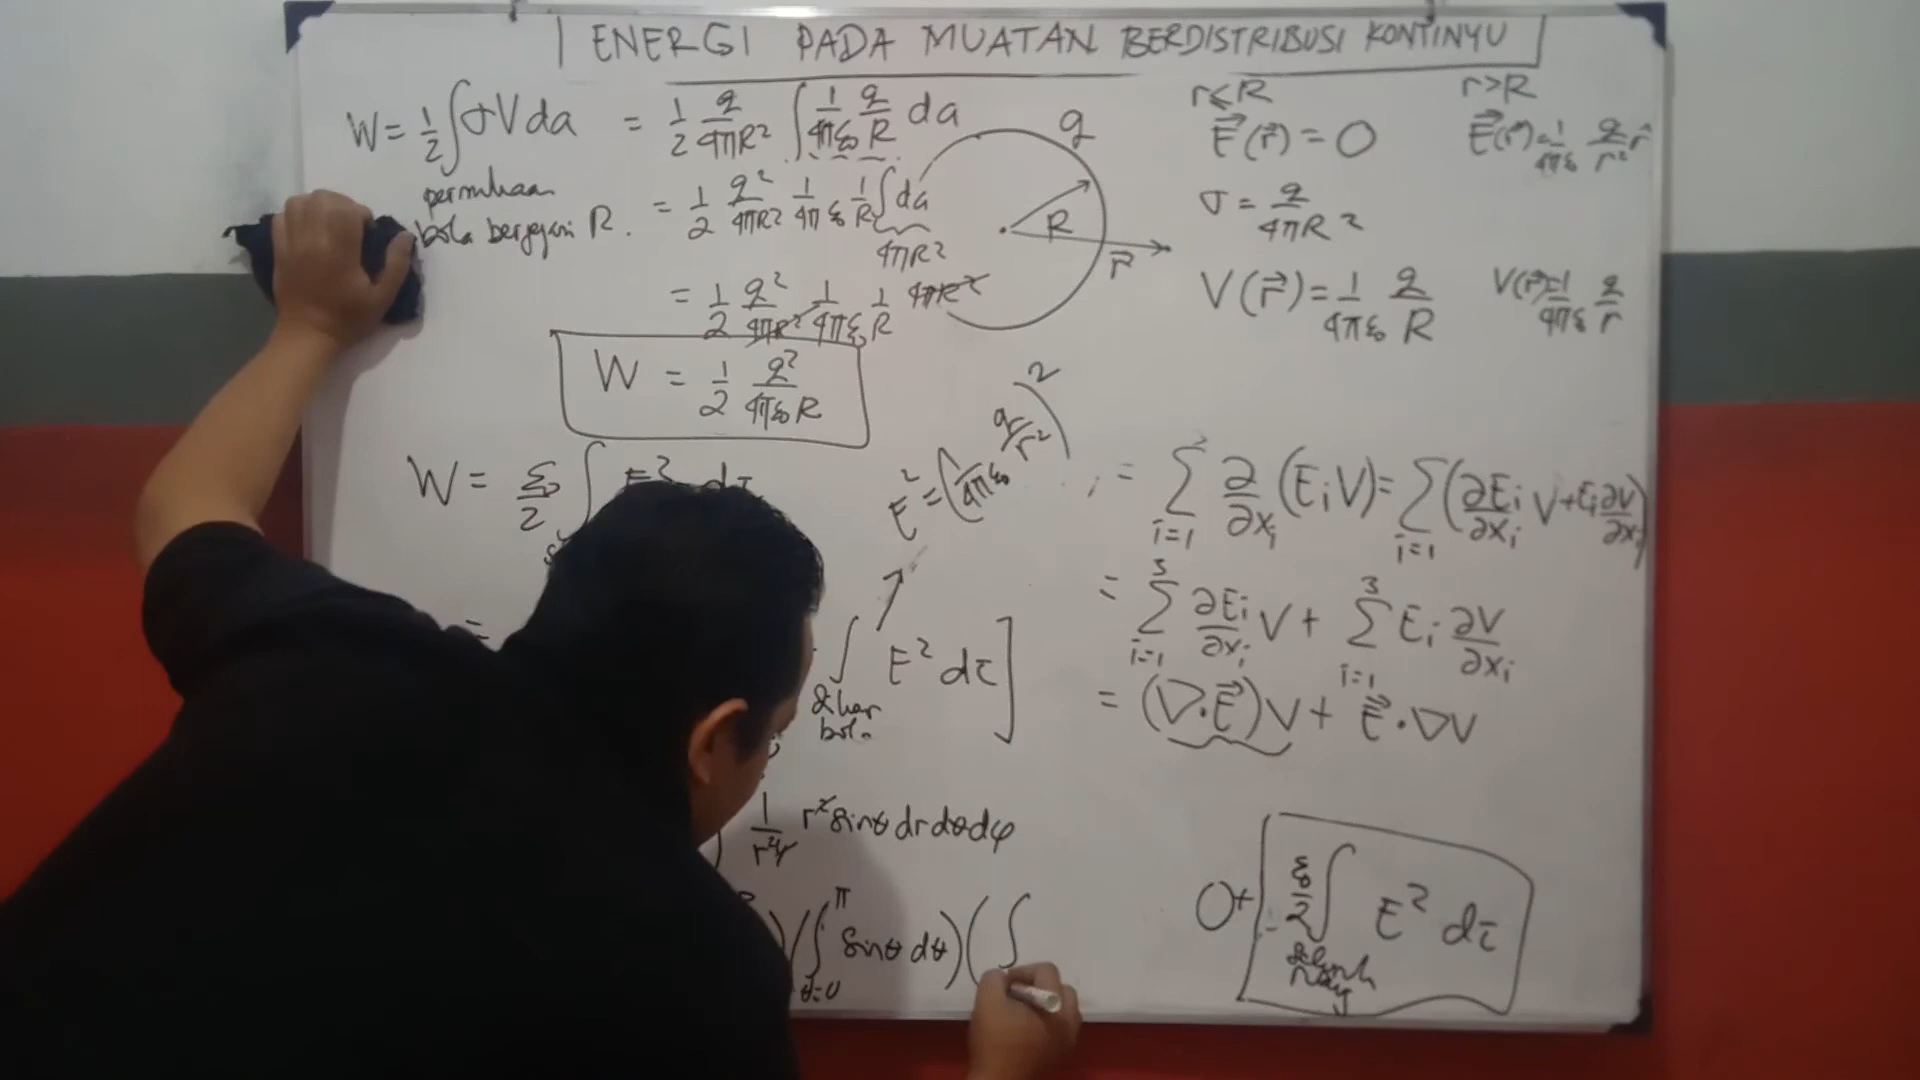 ENERGI PADA MUATAN BERDISTRIBUSI KONTINYU
W = 1/2 ∫ σ V da = 1/2 q/4πR² ∫ 1/4πε₀ q/R da
permukaan
bola berjejari R.
= 1/2 q²/4πR² 1/4πε₀ 1/R ∫ da
4πR²
= 1/2 q²/4πR² 1/4πε₀ 1/R 4πR²
W = 1/2 q²/4πε₀R
q
R
r⃗
r<R
E⃗(r⃗) = 0
σ = q/4πR²
V(r⃗) = 1/4πε₀ q/R
r>R
E⃗(r⃗) = 1/4πε₀ q/r² r̂
V(r⃗) = 1/4πε₀ q/r
W = ε₀/2 ∫ E² dτ
E² = (1/4πε₀ q/r²)²
=
∫ E² dτ ]
luar
bola
1/r⁴ r² sinθ dr dθ dφ
) (∫ θ=0 π sinθ dθ) (∫
= Σ i=1 ∂/∂xᵢ (EᵢV) = Σ i=1 (∂Eᵢ/∂xᵢ V + Eᵢ ∂V/∂xᵢ)
= Σ i=1 3 ∂Eᵢ/∂xᵢ V + Σ i=1 3 Eᵢ ∂V/∂xᵢ
= (∇·E⃗)V + E⃗·∇V
0 + ε₀/2 ∫ E² dτ